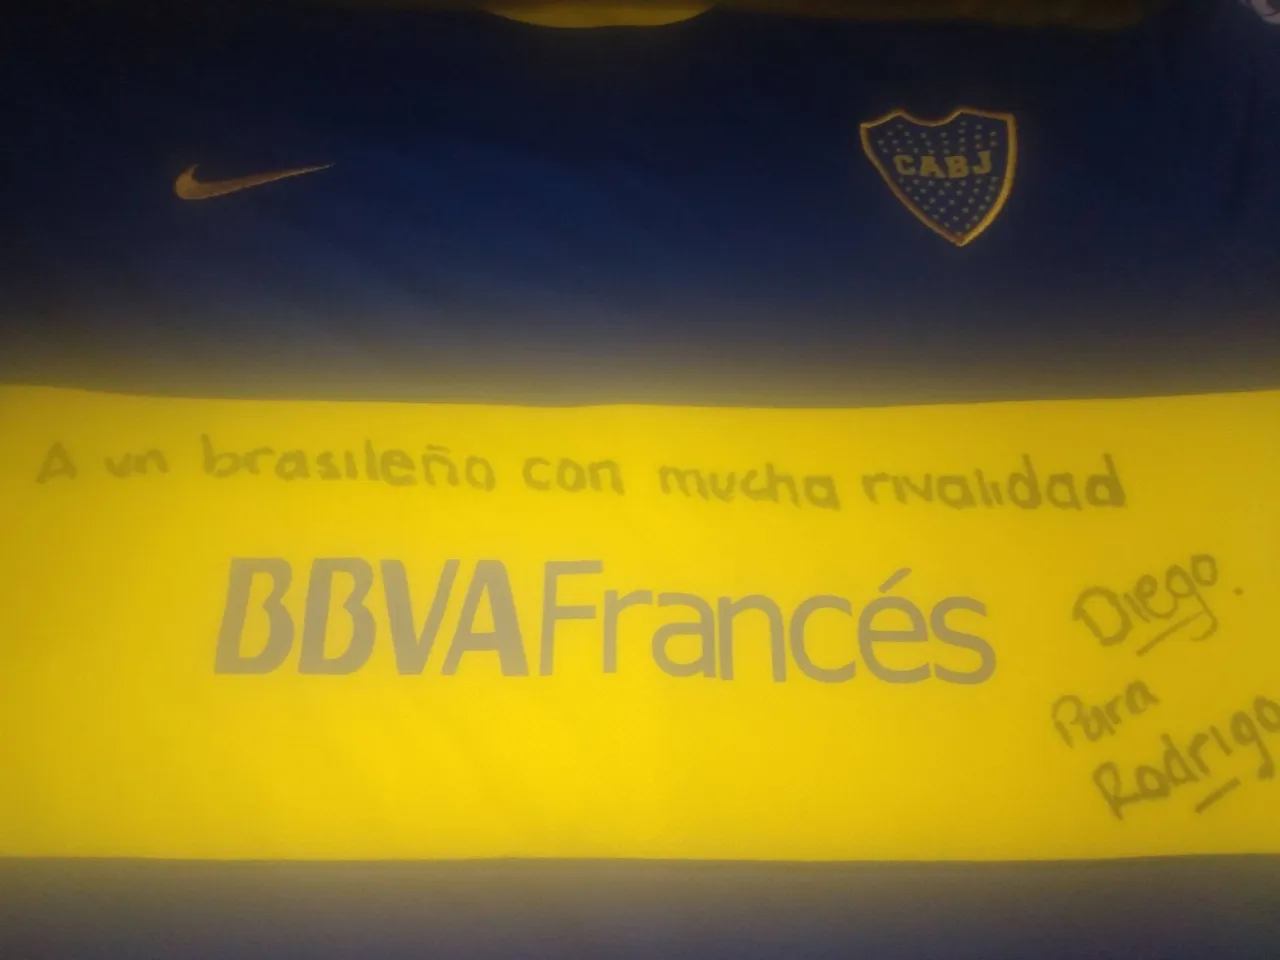 CABJ
A un brasileño con mucha rivalidad
BBVA Francés
Diego.
Para
Rodrigo